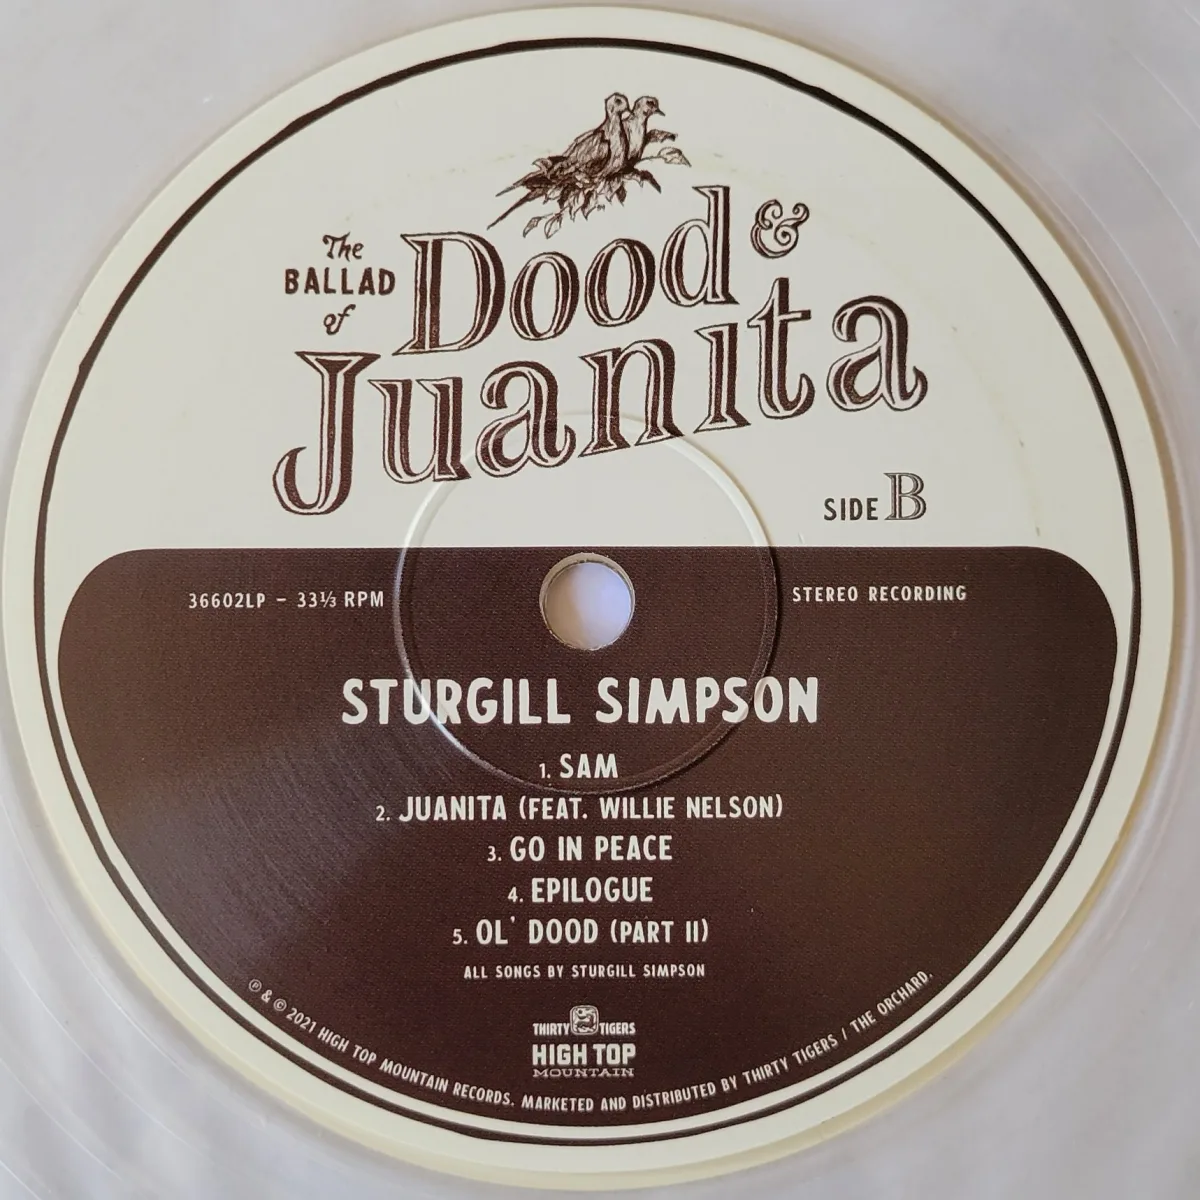 The
BALLAD
of
Dood &
Juanita
SIDE B
36602LP – 33⅓ RPM
STEREO RECORDING
STURGILL SIMPSON
1. SAM
2. JUANITA (FEAT. WILLIE NELSON)
3. GO IN PEACE
4. EPILOGUE
5. OL' DOOD (PART II)
ALL SONGS BY STURGILL SIMPSON
THIRTY TIGERS
HIGH TOP
MOUNTAIN
℗ & © 2021 HIGH TOP MOUNTAIN RECORDS. MARKETED AND DISTRIBUTED BY THIRTY TIGERS / THE ORCHARD.